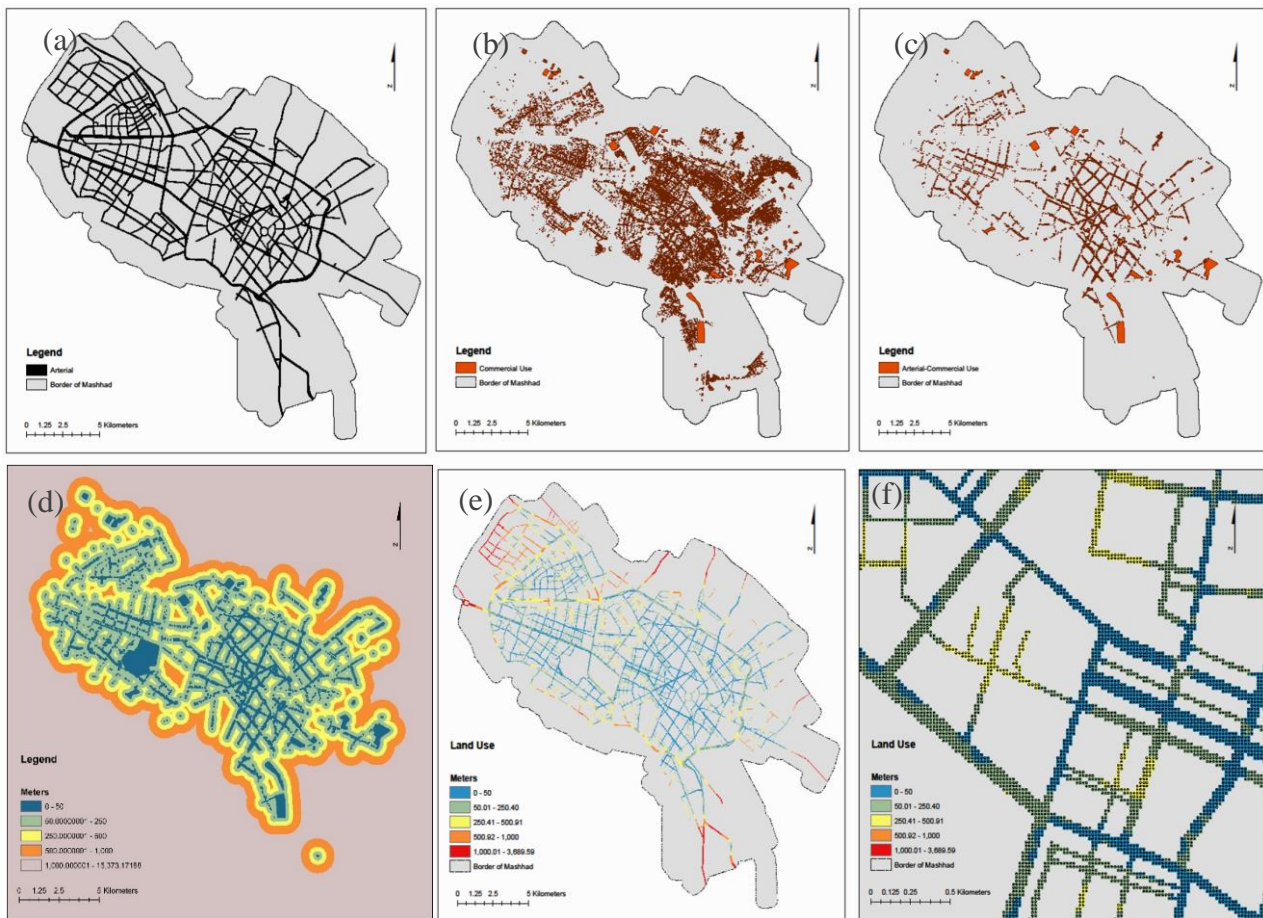 (a)
N
Legend
Arterial
Border of Mashhad
0 1.25 2.5 5 Kilometers
(b)
N
Legend
Commercial Use
Border of Mashhad
0 1.25 2.5 5 Kilometers
(c)
N
Legend
Arterial-Commercial Use
Border of Mashhad
0 1.25 2.5 5 Kilometers
(d)
N
Legend
Meters
0 - 50
- 1,000
1,000.000001 -
0 1.25 2.5 5 Kilometers
(e)
N
Land Use
Meters
0 - 50
50.01 - 250.40
250.41 - 500.91
500.92 - 1,000
1,000.01 - 3,689.59
Border of Mashhad
0 1.25 2.5 5 Kilometers
(f)
N
Land Use
Meters
0 - 50
50.01 - 250.40
250.41 - 500.91
500.92 - 1,000
1,000.01 - 3,689.59
Border of Mashhad
0 0.125 0.25 0.5 Kilometers